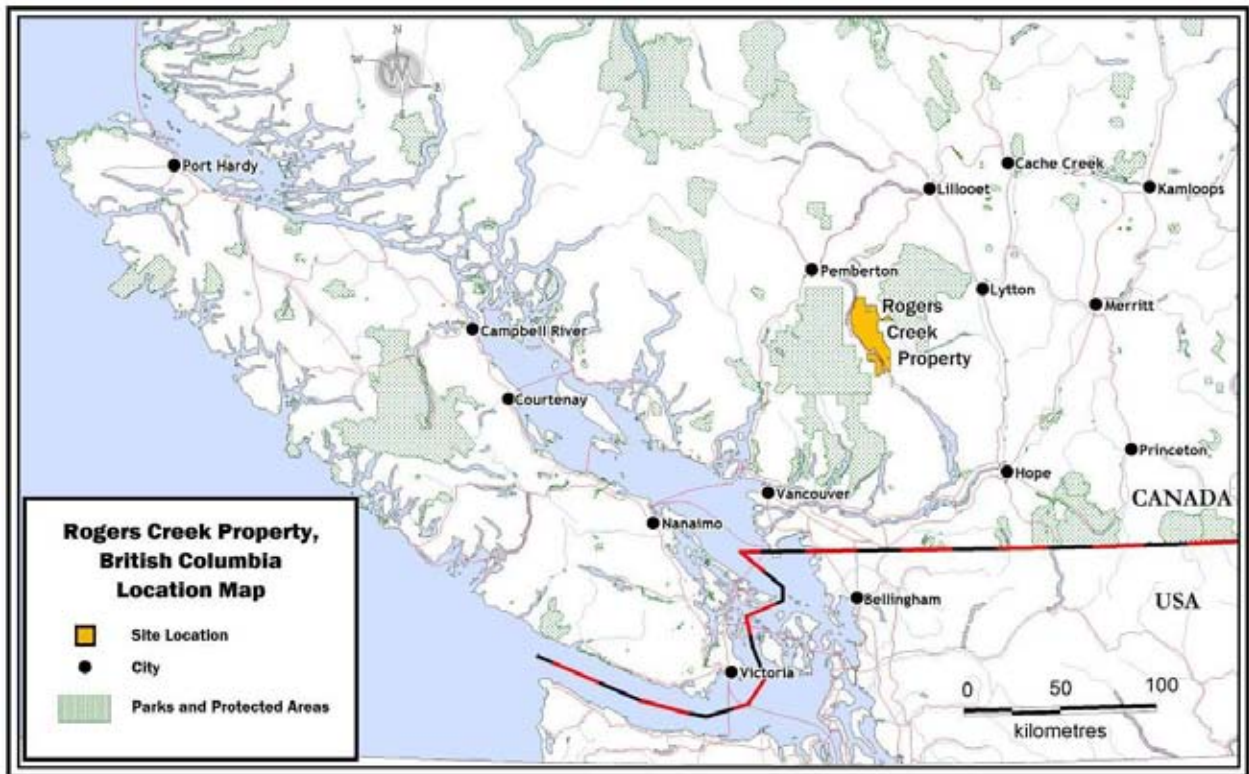 N
W
W
E
Port Hardy
Cache Creek
Lillooet
Kamloops
Pemberton
Lytton
Rogers
Creek
Property
Merritt
Campbell River
Courtenay
Princeton
Hope
Vancouver
CANADA
Nanaimo
Bellingham
USA
Victoria
Rogers Creek Property,
British Columbia
Location Map
Site Location
City
Parks and Protected Areas
0 50 100
kilometres